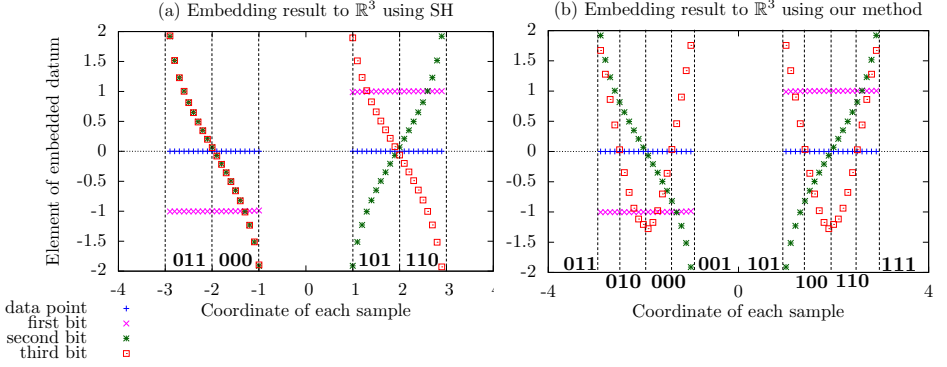 (a) Embedding result to ℝ³ using SH
(b) Embedding result to ℝ³ using our method
Element of embedded datum
2
1.5
1
0.5
0
-0.5
-1
-1.5
-2
011 000 101 110
-4 -3 -2 -1 0 1 2 3 4
Coordinate of each sample
2
1.5
1
0.5
0
-0.5
-1
-1.5
-2
011 001 101 111
010 000 100 110
-4 0 4
Coordinate of each sample
data point
first bit
second bit
third bit